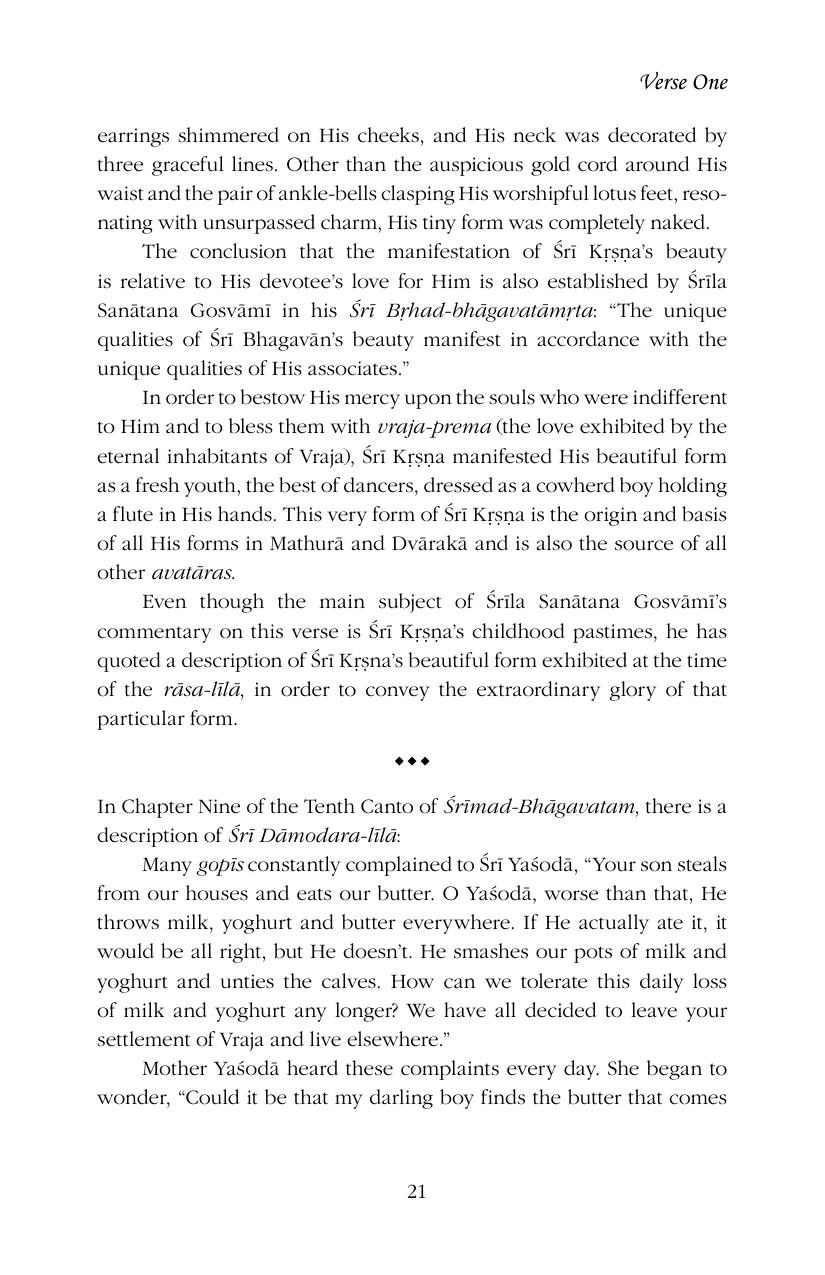 Verse One
earrings shimmered on His cheeks, and His neck was decorated by
three graceful lines. Other than the auspicious gold cord around His
waist and the pair of ankle-bells clasping His worshipful lotus feet, reso-
nating with unsurpassed charm, His tiny form was completely naked.
The conclusion that the manifestation of Śrī Kṛṣṇa’s beauty
is relative to His devotee’s love for Him is also established by Śrīla
Sanātana Gosvāmī in his Śrī Bṛhad-bhāgavatāmṛta: “The unique
qualities of Śrī Bhagavān’s beauty manifest in accordance with the
unique qualities of His associates.”
In order to bestow His mercy upon the souls who were indifferent
to Him and to bless them with vraja-prema (the love exhibited by the
eternal inhabitants of Vraja), Śrī Kṛṣṇa manifested His beautiful form
as a fresh youth, the best of dancers, dressed as a cowherd boy holding
a flute in His hands. This very form of Śrī Kṛṣṇa is the origin and basis
of all His forms in Mathurā and Dvārakā and is also the source of all
other avatāras.
Even though the main subject of Śrīla Sanātana Gosvāmī’s
commentary on this verse is Śrī Kṛṣṇa’s childhood pastimes, he has
quoted a description of Śrī Kṛṣna’s beautiful form exhibited at the time
of the rāsa-līlā, in order to convey the extraordinary glory of that
particular form.
◆◆◆
In Chapter Nine of the Tenth Canto of Śrīmad-Bhāgavatam, there is a
description of Śrī Dāmodara-līlā:
Many gopīs constantly complained to Śrī Yaśodā, “Your son steals
from our houses and eats our butter. O Yaśodā, worse than that, He
throws milk, yoghurt and butter everywhere. If He actually ate it, it
would be all right, but He doesn’t. He smashes our pots of milk and
yoghurt and unties the calves. How can we tolerate this daily loss
of milk and yoghurt any longer? We have all decided to leave your
settlement of Vraja and live elsewhere.”
Mother Yaśodā heard these complaints every day. She began to
wonder, “Could it be that my darling boy finds the butter that comes
21